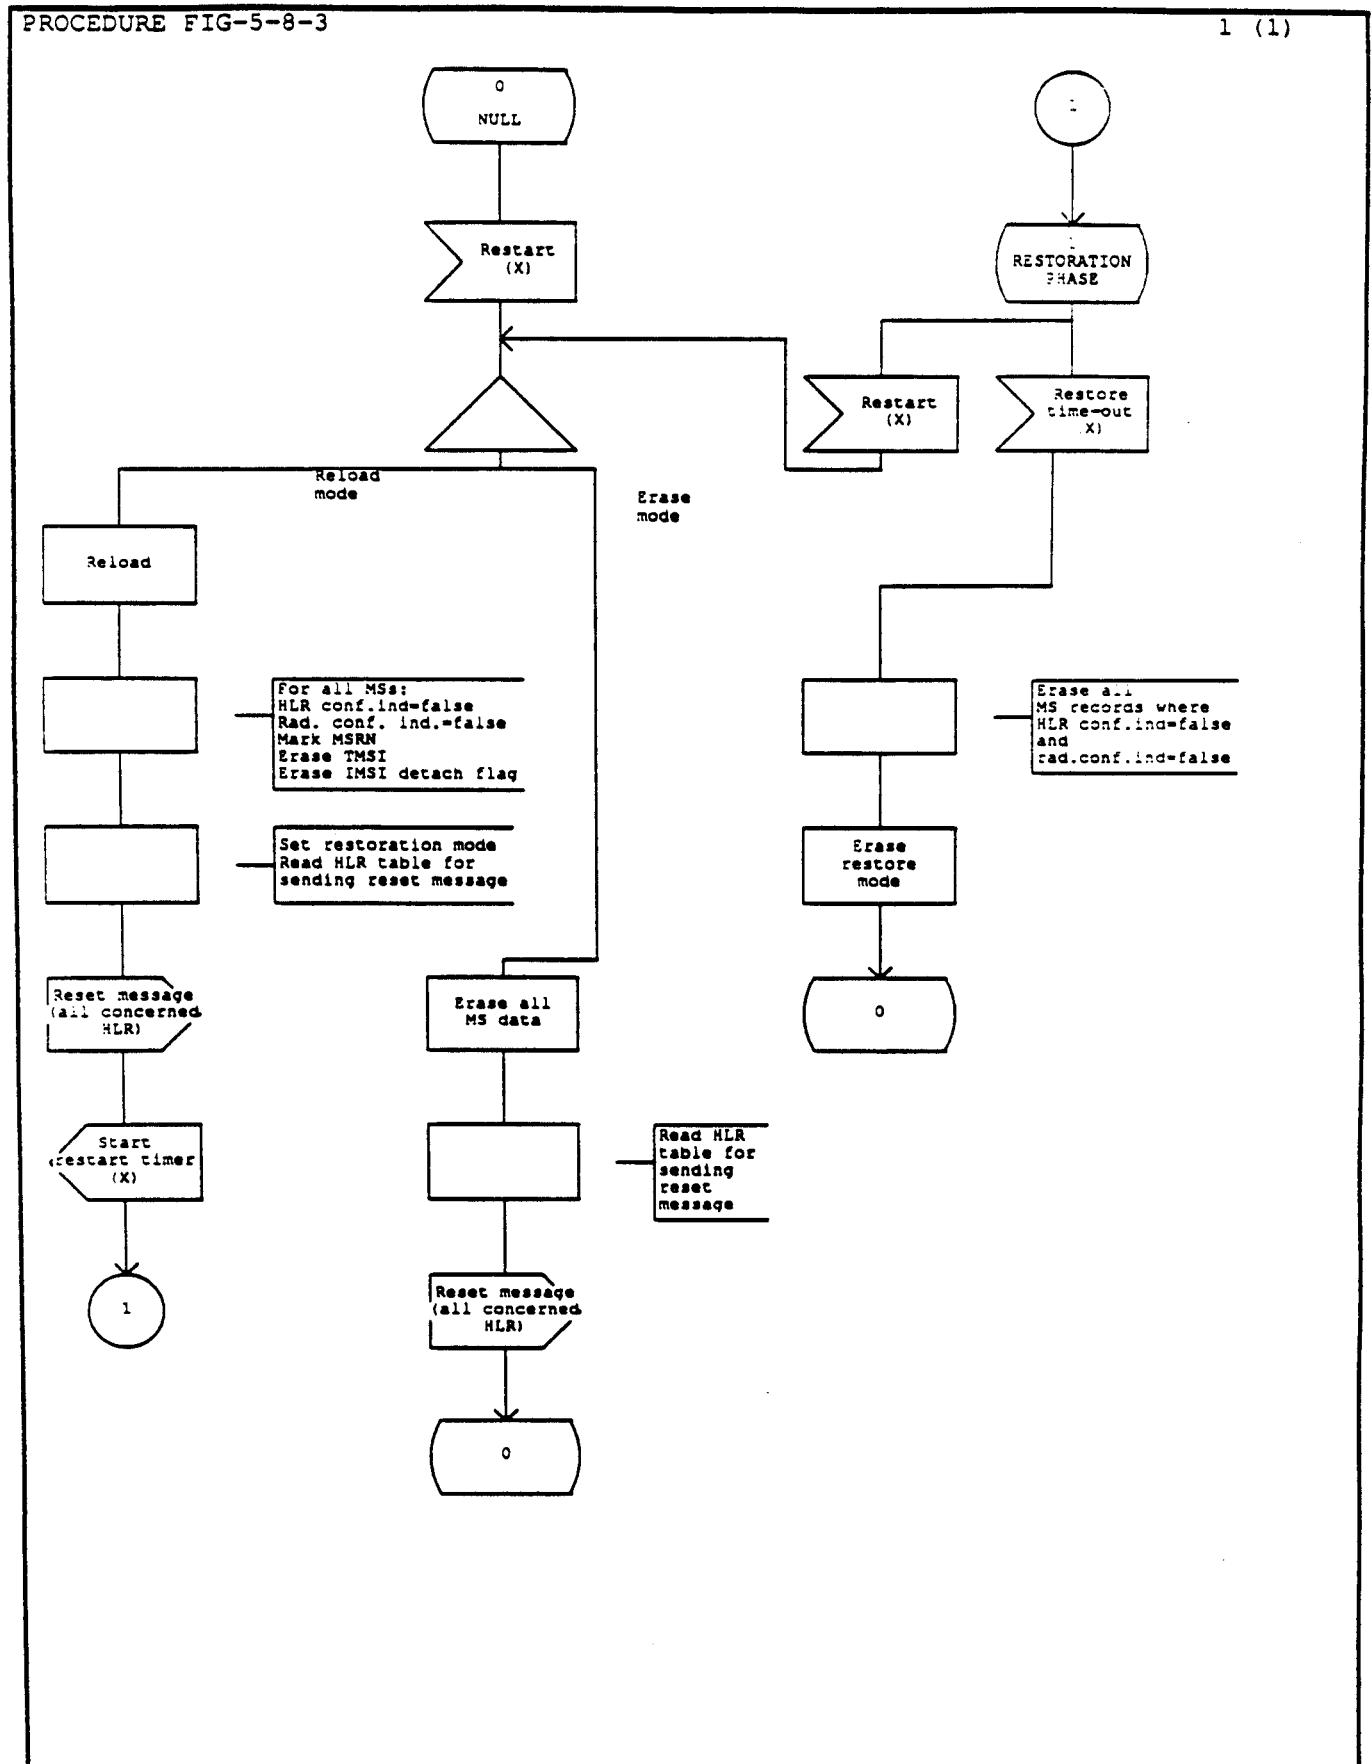 PROCEDURE FIG-5-8-3
1 (1)
0
NULL
Restart
(X)
Reload
mode
Erase
mode
Reload
For all MSs:
HLR conf.ind=false
Rad. conf. ind.=false
Mark MSRN
Erase TMSI
Erase IMSI detach flag
Set restoration mode
Read HLR table for
sending reset message
Reset message
(all concerned
HLR)
Start
restart timer
(X)
1
Erase all
MS data
Read HLR
table for
sending
reset
message
Reset message
(all concerned
HLR)
0
RESTORATION
PHASE
Restart
(X)
Restore
time-out
X)
Erase all
MS records where
HLR conf.ind=false
and
rad.conf.ind=false
Erase
restore
mode
0